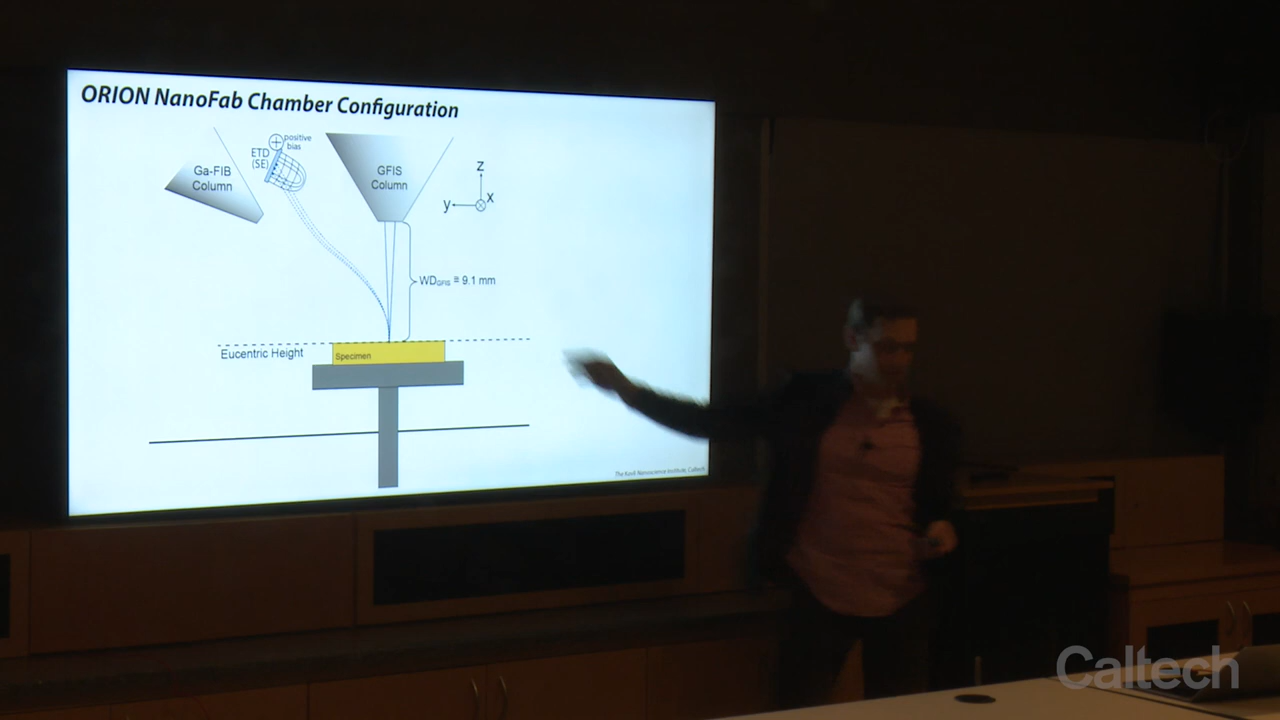 ORION NanoFab Chamber Configuration
positive
bias
ETD
(SE)
Ga-FIB
Column
GFIS
Column
z
y
x
WD_GFIS ≅ 9.1 mm
Eucentric Height
Specimen
The Kavli Nanoscience Institute, Caltech
Caltech